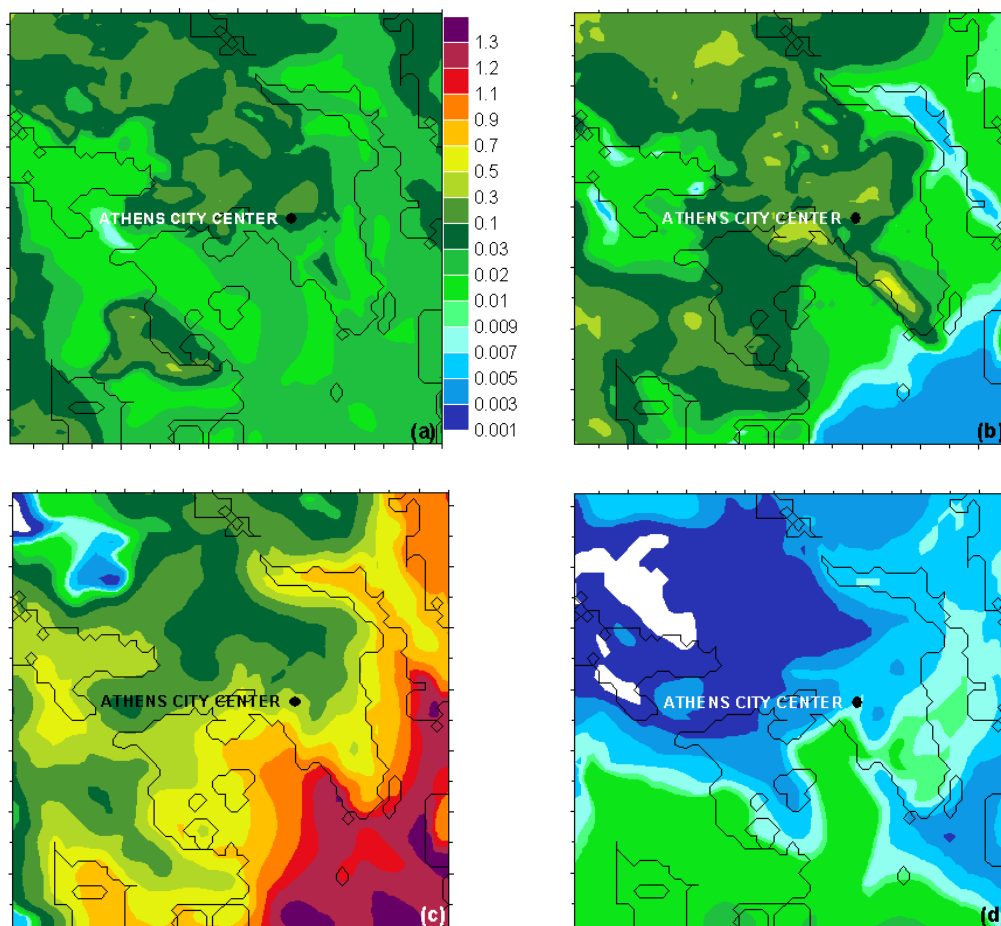 1.3
1.2
1.1
0.9
0.7
0.5
0.3
0.1
0.03
0.02
0.01
0.009
0.007
0.005
0.003
0.001
ATHENS CITY CENTER
(a)
ATHENS CITY CENTER
(b)
ATHENS CITY CENTER
(c)
ATHENS CITY CENTER
(d)